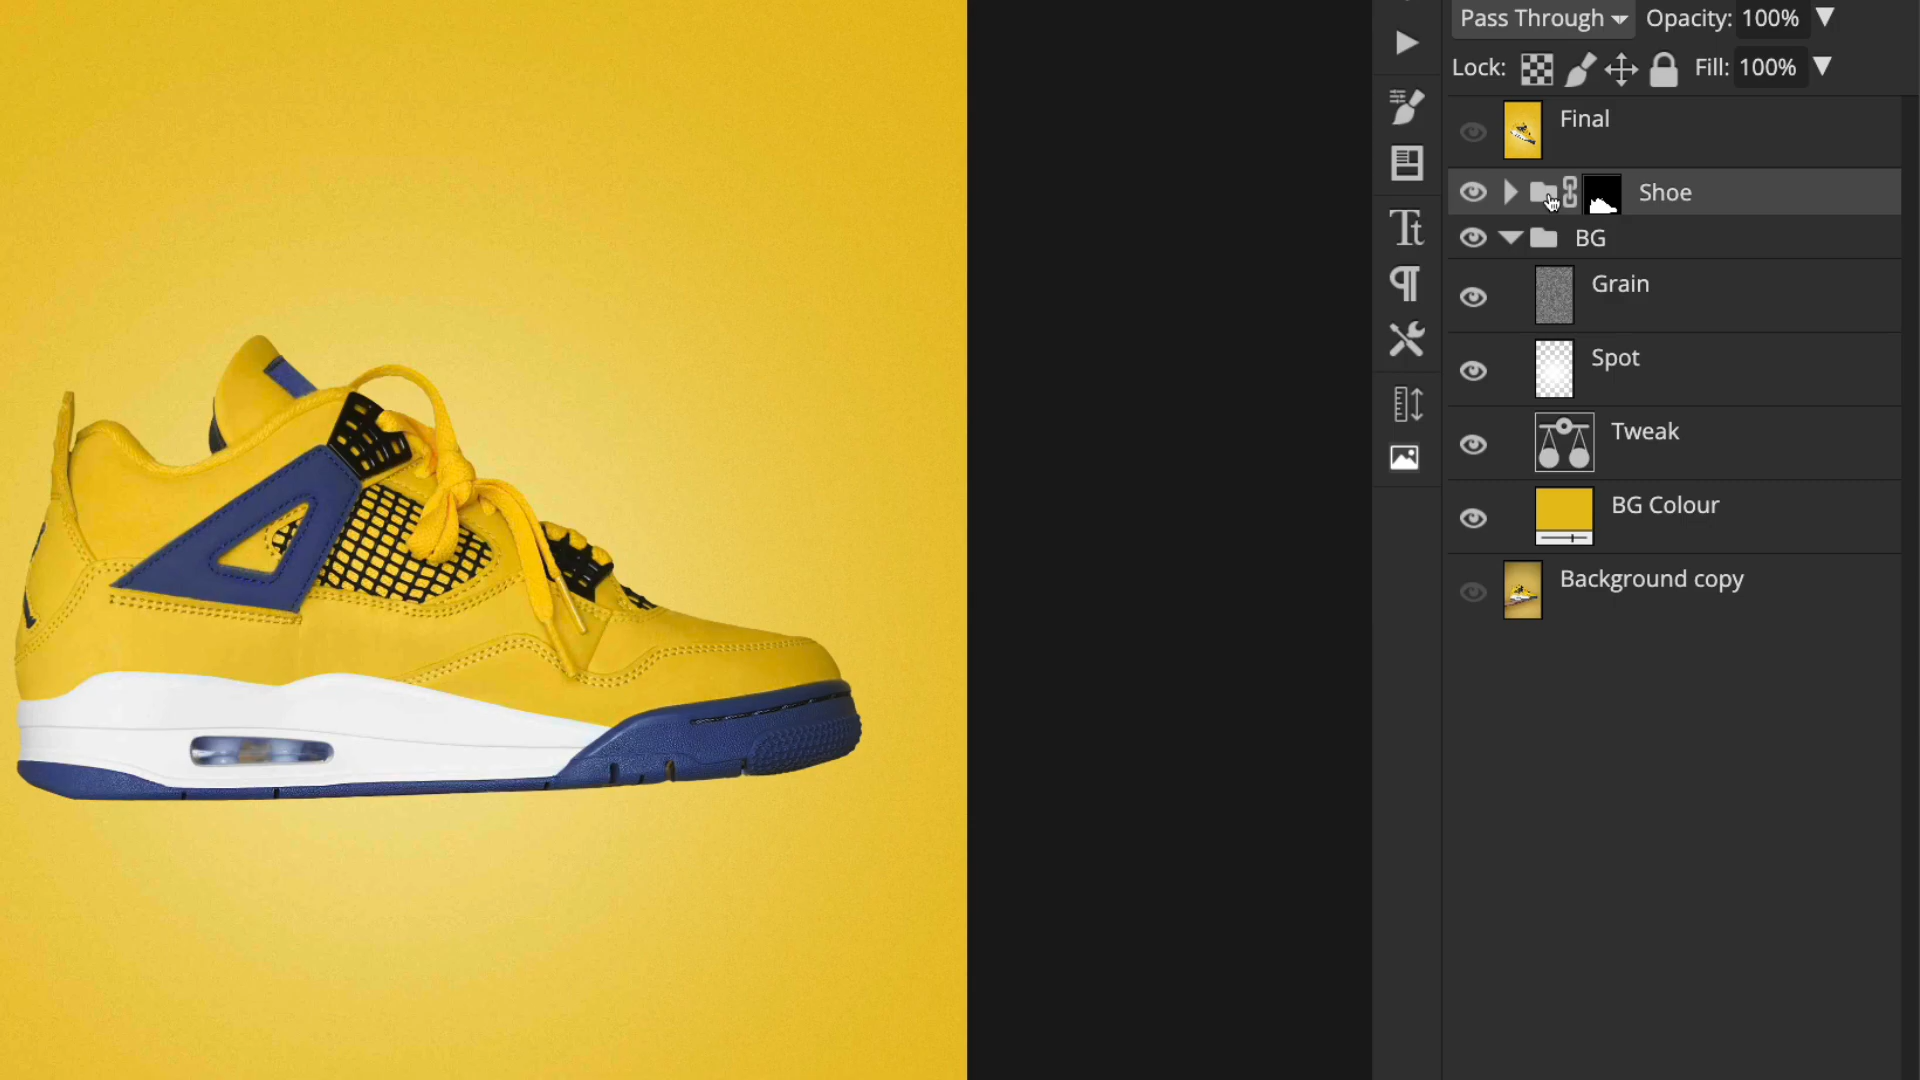 Pass Through Opacity: 100%
Lock: Fill: 100%
Final
Shoe
BG
Grain
Spot
Tweak
BG Colour
Background copy